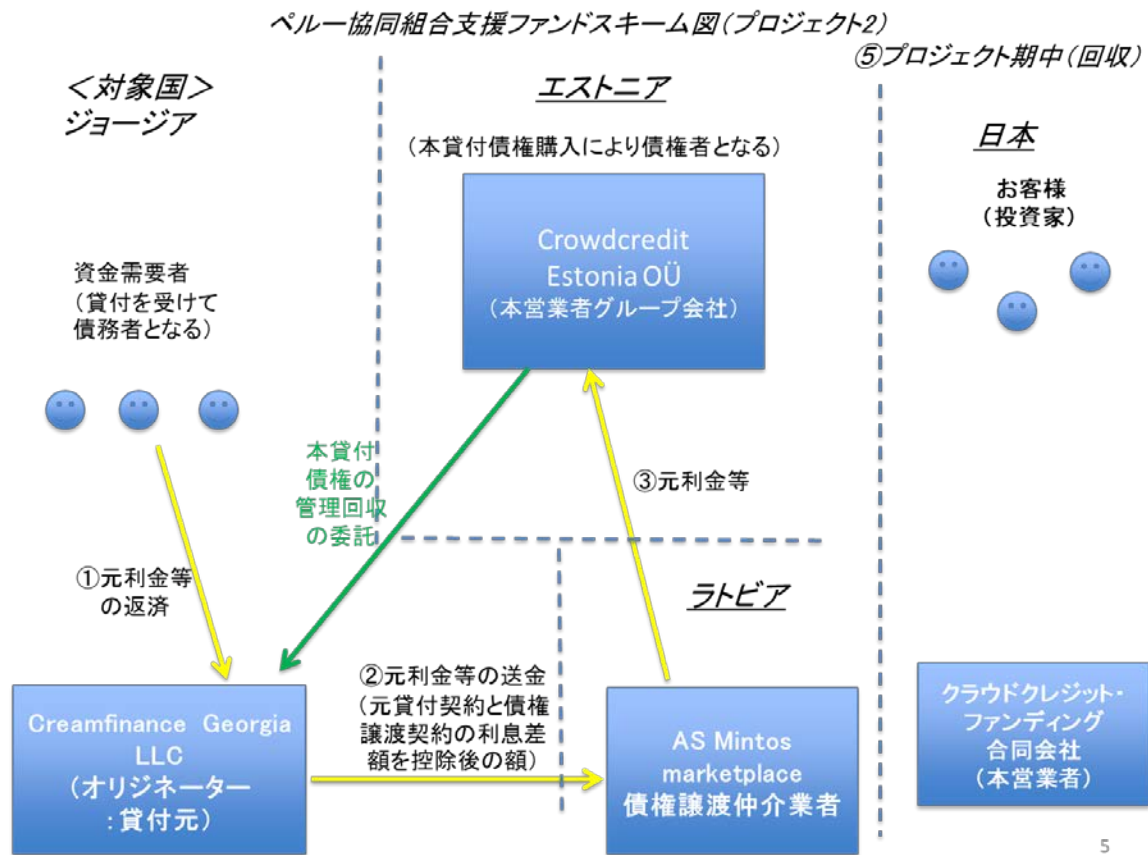 ペルー協同組合支援ファンドスキーム図(プロジェクト2)
⑤プロジェクト期中(回収)
<対象国>
ジョージア
エストニア
(本貸付債権購入により債権者となる)
日本
お客様
(投資家)
Crowdcredit
Estonia OÜ
(本営業者グループ会社)
資金需要者
(貸付を受けて
債務者となる)
本貸付
債権の
管理回収
の委託
③元利金等
①元利金等
の返済
ラトビア
②元利金等の送金
(元貸付契約と債権
譲渡契約の利息差
額を控除後の額)
Creamfinance Georgia
LLC
(オリジネーター
:貸付元)
AS Mintos
marketplace
債権譲渡仲介業者
クラウドクレジット・
ファンディング
合同会社
(本営業者)
5